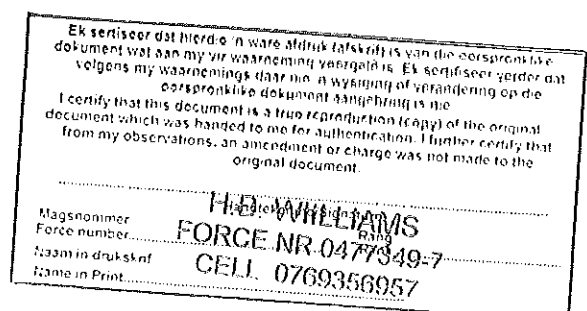 Ek sertiseer dat hierdie 'n ware afdruk (afskrif) is van die oorspronklike
dokument wat aan my vir waarneming voorgelê is. Ek sertifiseer verder dat
volgens my waarnemings daar nie 'n wysiging of verandering op die
oorspronklike dokument aangebring is nie
I certify that this document is a true reproduction (copy) of the original
document which was handed to me for authentication. I further certify that
from my observations, an amendment or change was not made to the
original document.
H.D. WIILLIAMS
Rang
Magsnommer
Force number
FORCE NR 0477349-7
Naam in drukskrif
CELL 0769356957
Name in Print